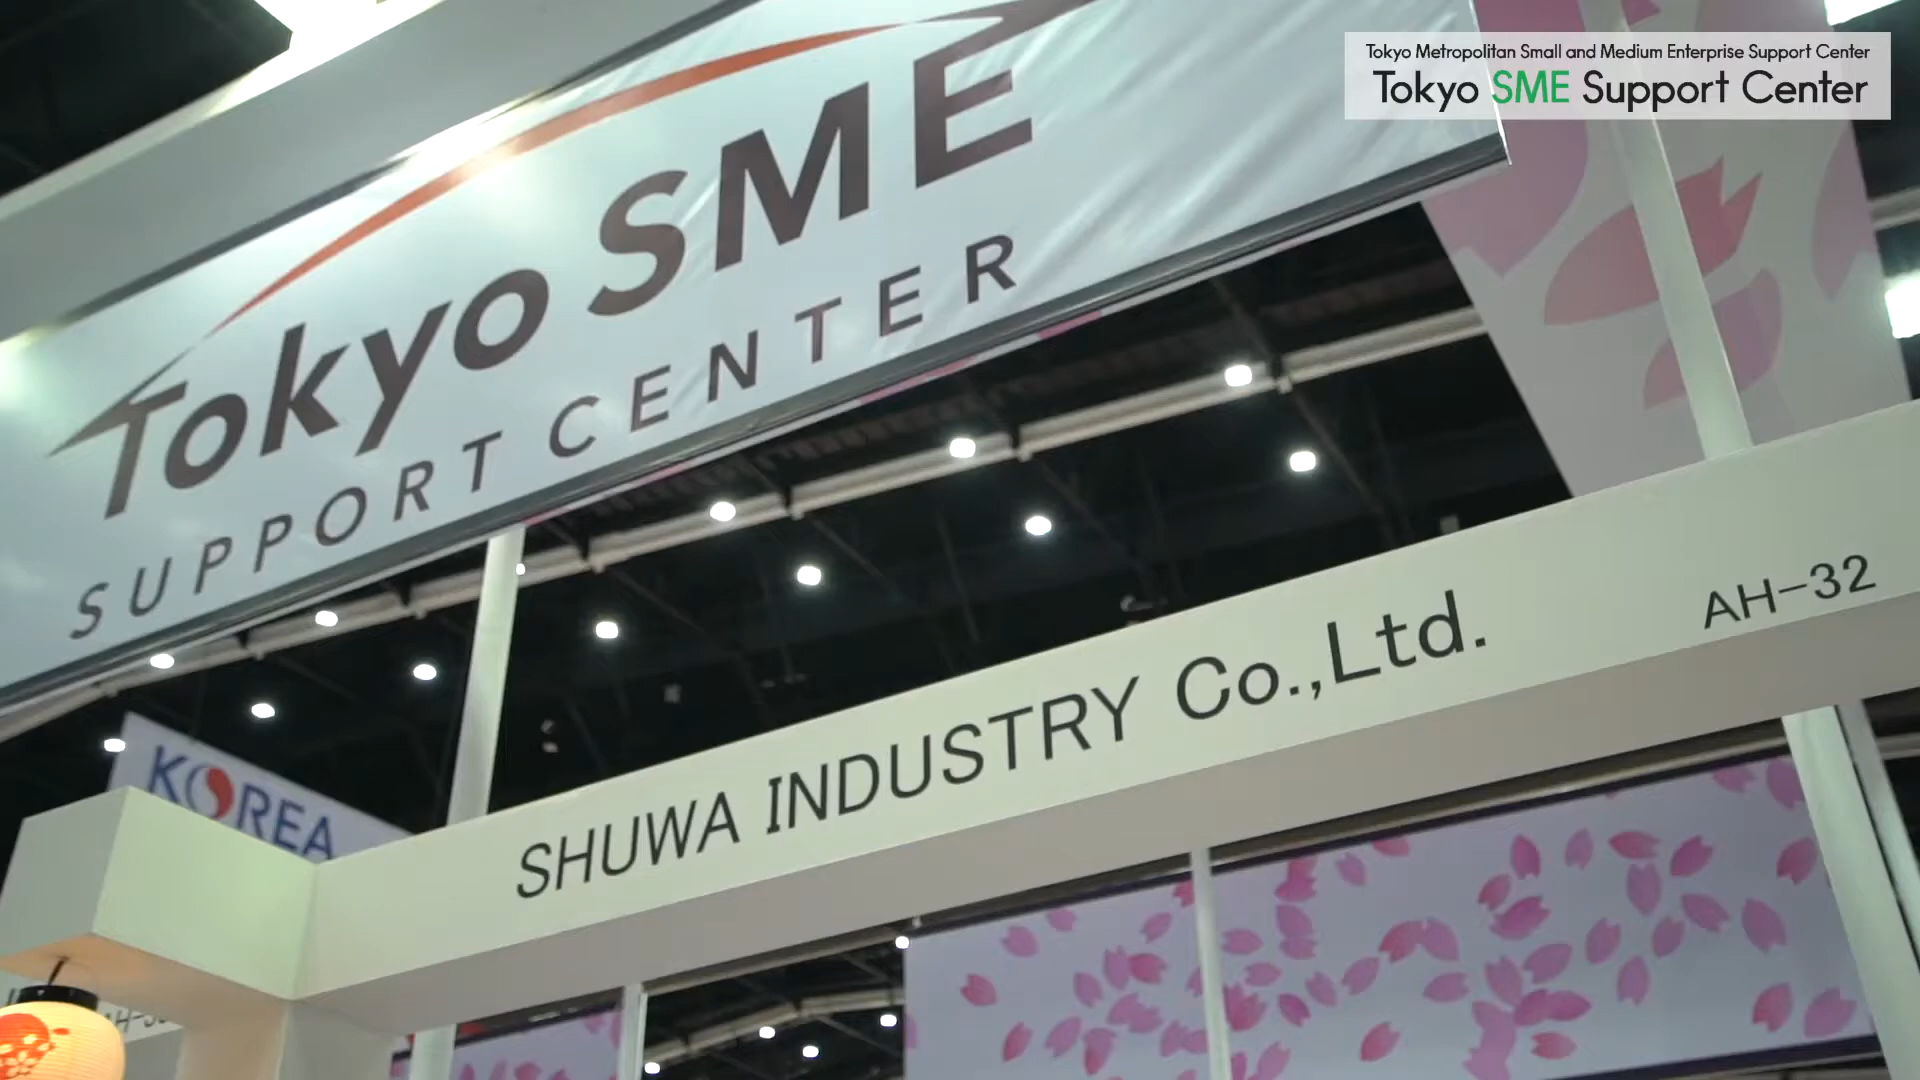 Tokyo Metropolitan Small and Medium Enterprise Support Center
Tokyo SME Support Center
Tokyo SME
SUPPORT CENTER
SHUWA INDUSTRY Co.,Ltd.
AH-32
KOREA